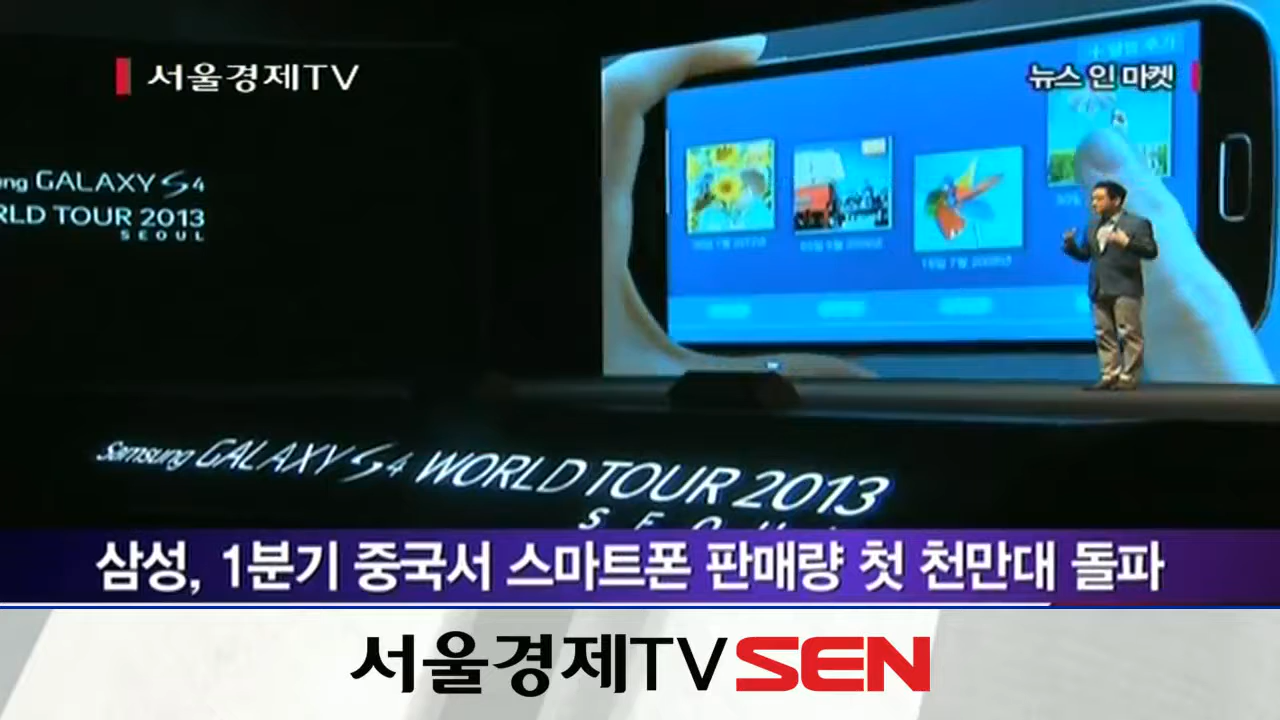 서울경제TV
뉴스 인 마켓
GALAXY S4
WORLD TOUR 2013
SEOUL
Samsung GALAXY S4 WORLD TOUR 2013
삼성, 1분기 중국서 스마트폰 판매량 첫 천만대 돌파
서울경제TV SEN